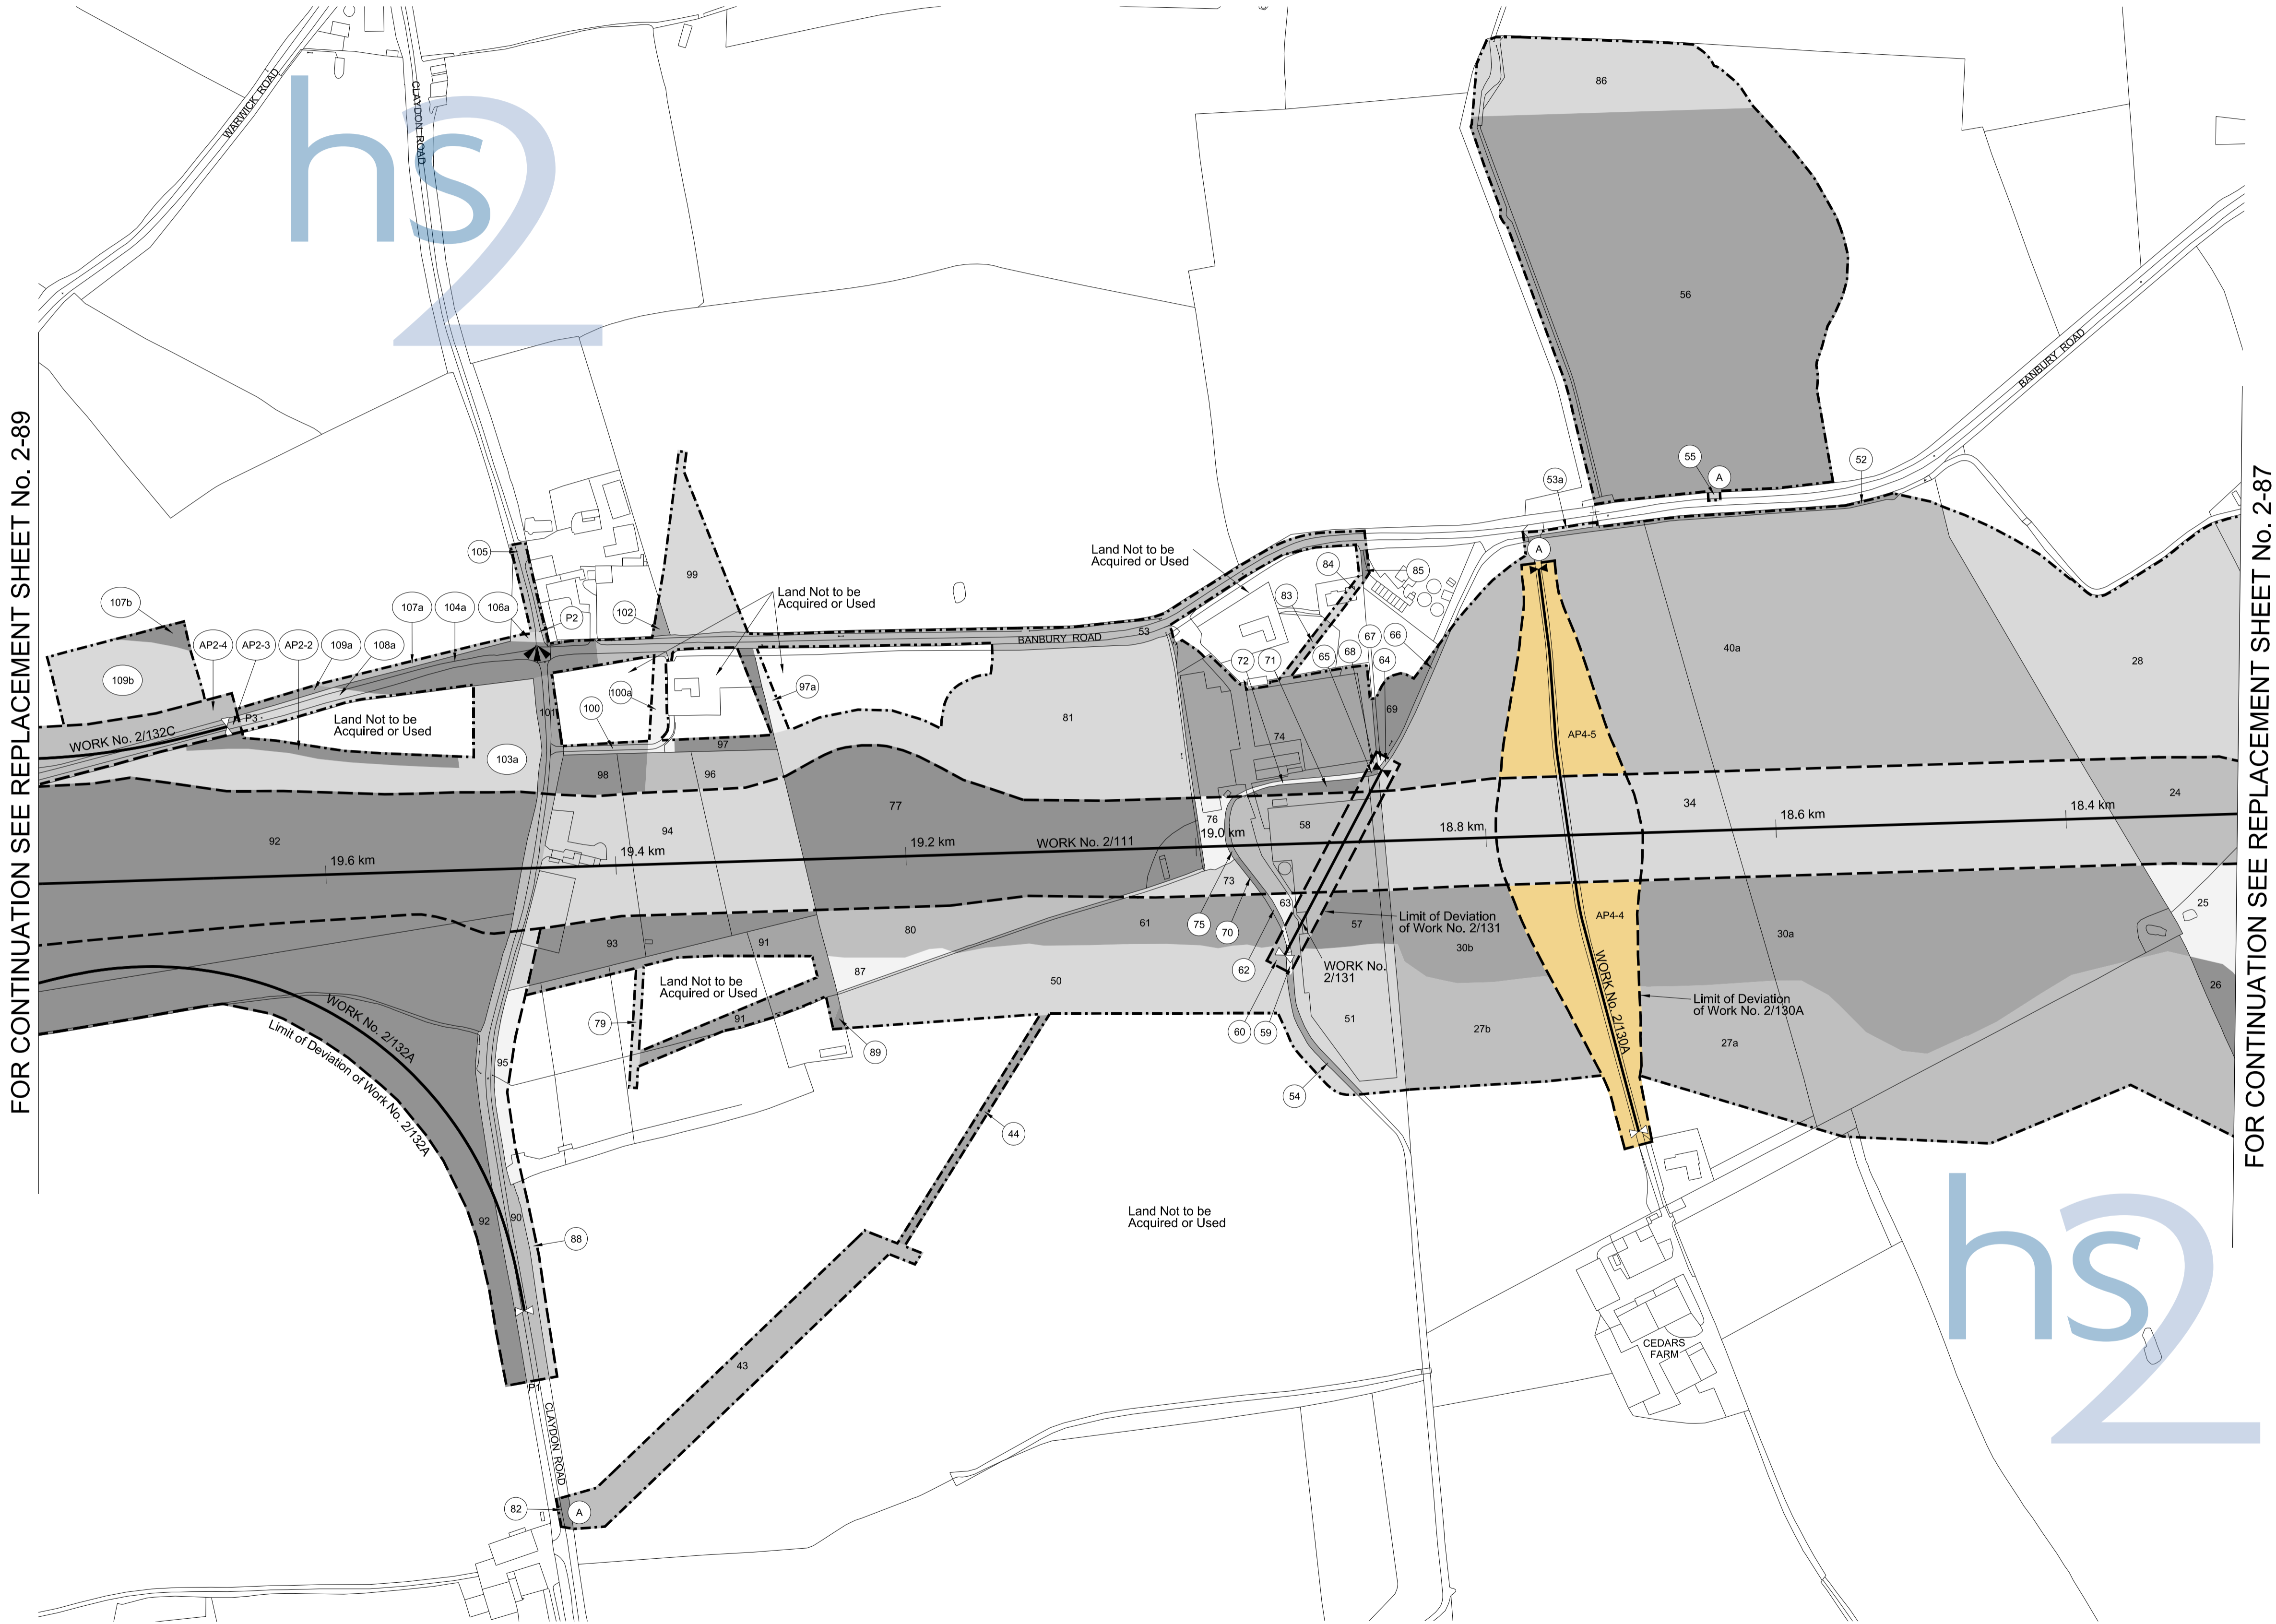 FOR CONTINUATION SEE REPLACEMENT SHEET No. 2-89
FOR CONTINUATION SEE REPLACEMENT SHEET No. 2-87
hs2
WARWICK ROAD
CLAYDON ROAD
86
56
BANBURY ROAD
55
A
52
53a
A
105
99
P2
102
Land Not to be
Acquired or Used
Land Not to be
Acquired or Used
84
85
83
107b
107a
104a
106a
AP2-4
AP2-3
AP2-2
109a
108a
109b
P3
Land Not to be
Acquired or Used
WORK No. 2/132C
103a
101
100
100a
97a
97
98
96
BANBURY ROAD
53
81
72
71
65
68
67
64
66
69
74
40a
28
AP4-5
92
19.6 km
94
19.4 km
77
19.2 km
WORK No. 2/111
76
19.0 km
58
18.8 km
34
18.6 km
18.4 km
24
73
75
70
63
62
61
57
Limit of Deviation
of Work No. 2/131
WORK No.
2/131
AP4-4
30b
30a
25
26
93
91
80
87
50
Land Not to be
Acquired or Used
79
91
89
60
59
51
54
27b
27a
WORK No. 2/130A
Limit of Deviation
of Work No. 2/130A
WORK No. 2/132A
Limit of Deviation of Work No. 2/132A
95
44
92
90
88
Land Not to be
Acquired or Used
43
P1
CLAYDON ROAD
82
A
CEDARS
FARM
hs2